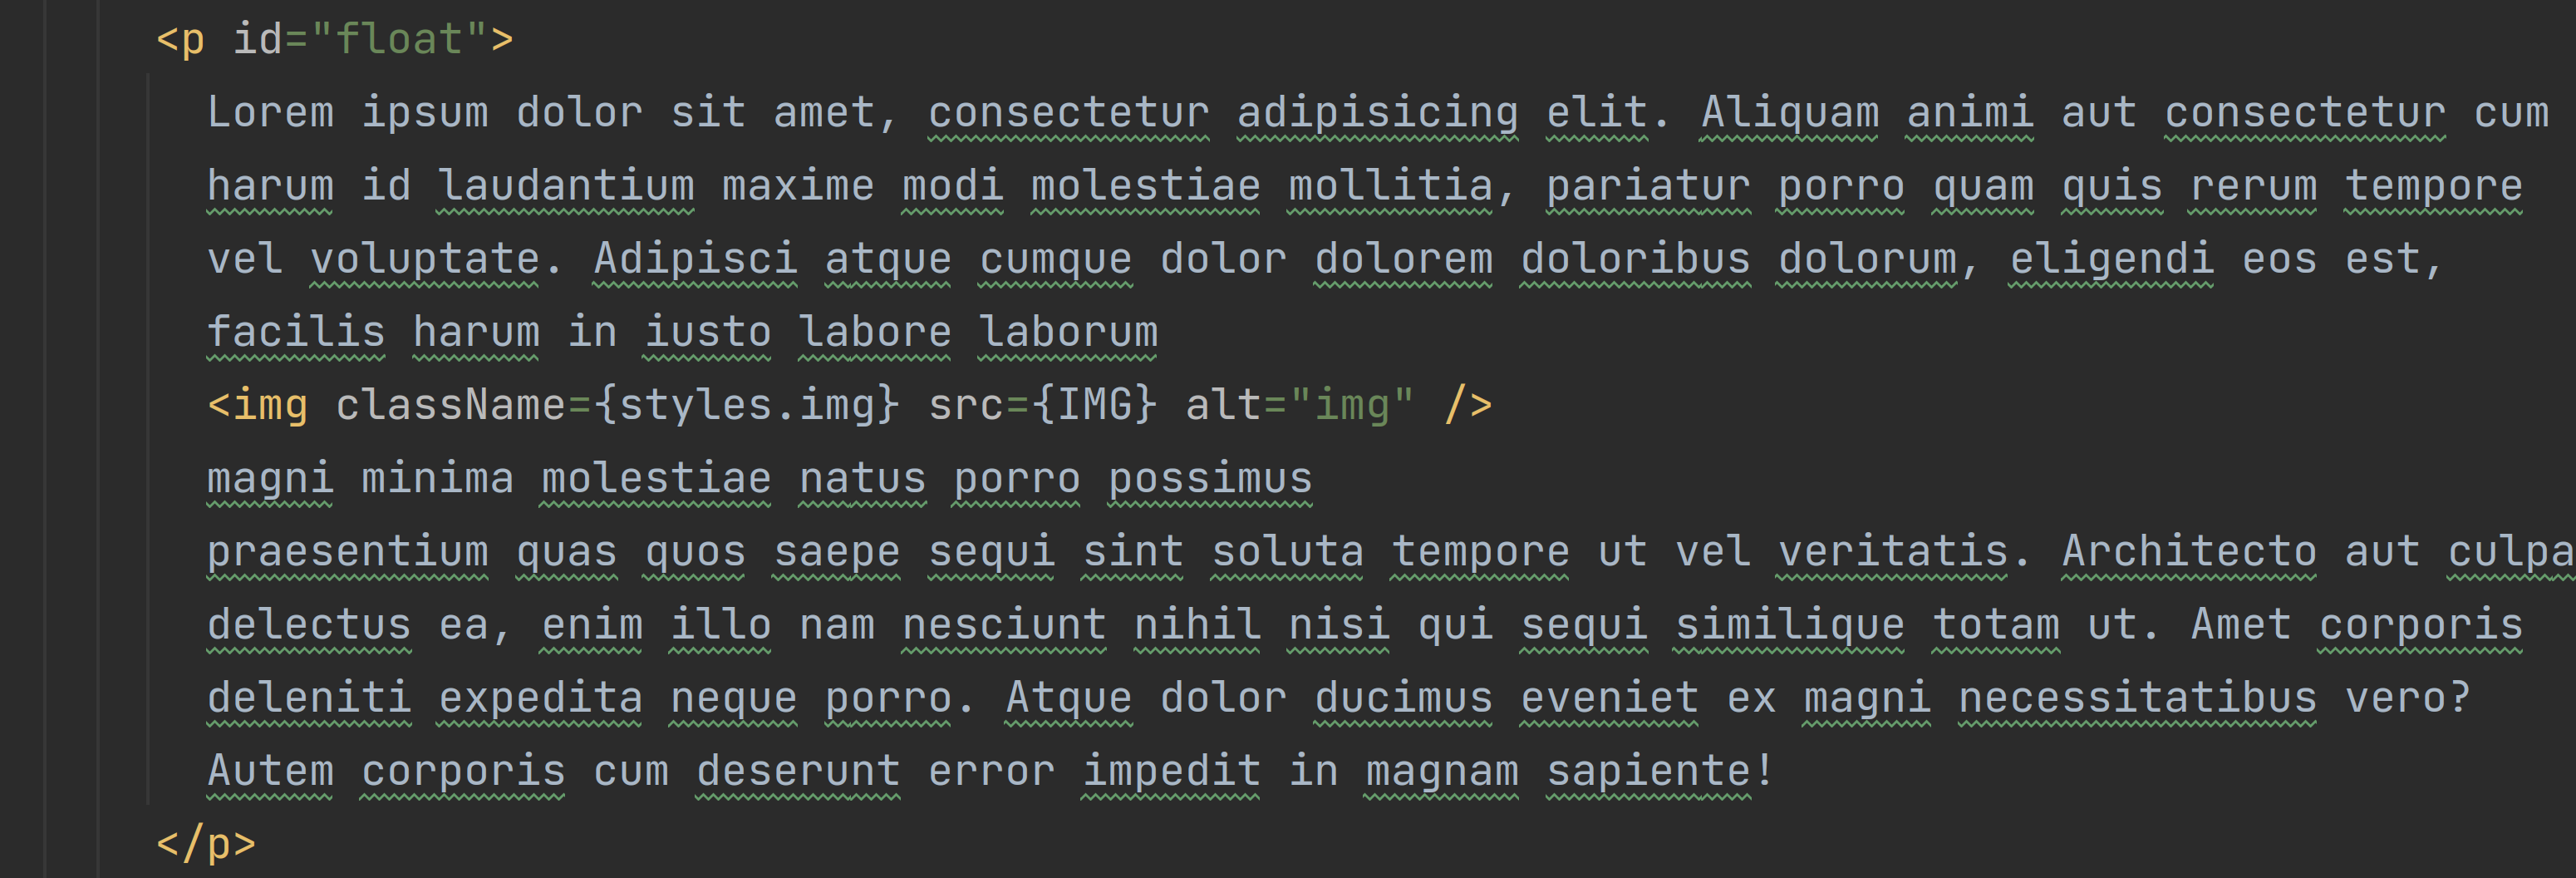 <p id="float">
Lorem ipsum dolor sit amet, consectetur adipisicing elit. Aliquam animi aut consectetur cum
harum id laudantium maxime modi molestiae mollitia, pariatur porro quam quis rerum tempore
vel voluptate. Adipisci atque cumque dolor dolorem doloribus dolorum, eligendi eos est,
facilis harum in iusto labore laborum
<img className={styles.img} src={IMG} alt="img" />
magni minima molestiae natus porro possimus
praesentium quas quos saepe sequi sint soluta tempore ut vel veritatis. Architecto aut culpa
delectus ea, enim illo nam nesciunt nihil nisi qui sequi similique totam ut. Amet corporis
deleniti expedita neque porro. Atque dolor ducimus eveniet ex magni necessitatibus vero?
Autem corporis cum deserunt error impedit in magnam sapiente!
</p>